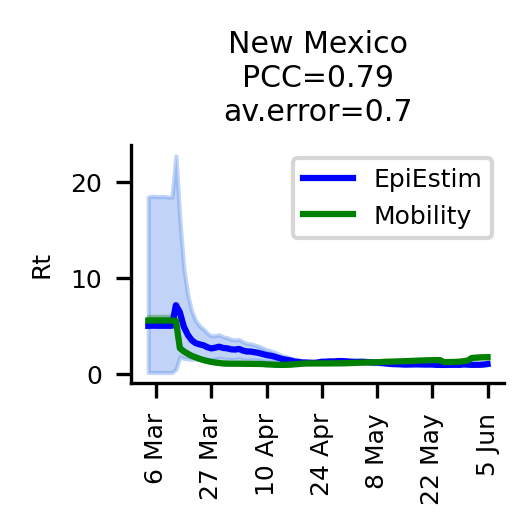 New Mexico
PCC=0.79
av.error=0.7
EpiEstim
Mobility
Rt
20
10
0
6 Mar
27 Mar
10 Apr
24 Apr
8 May
22 May
5 Jun